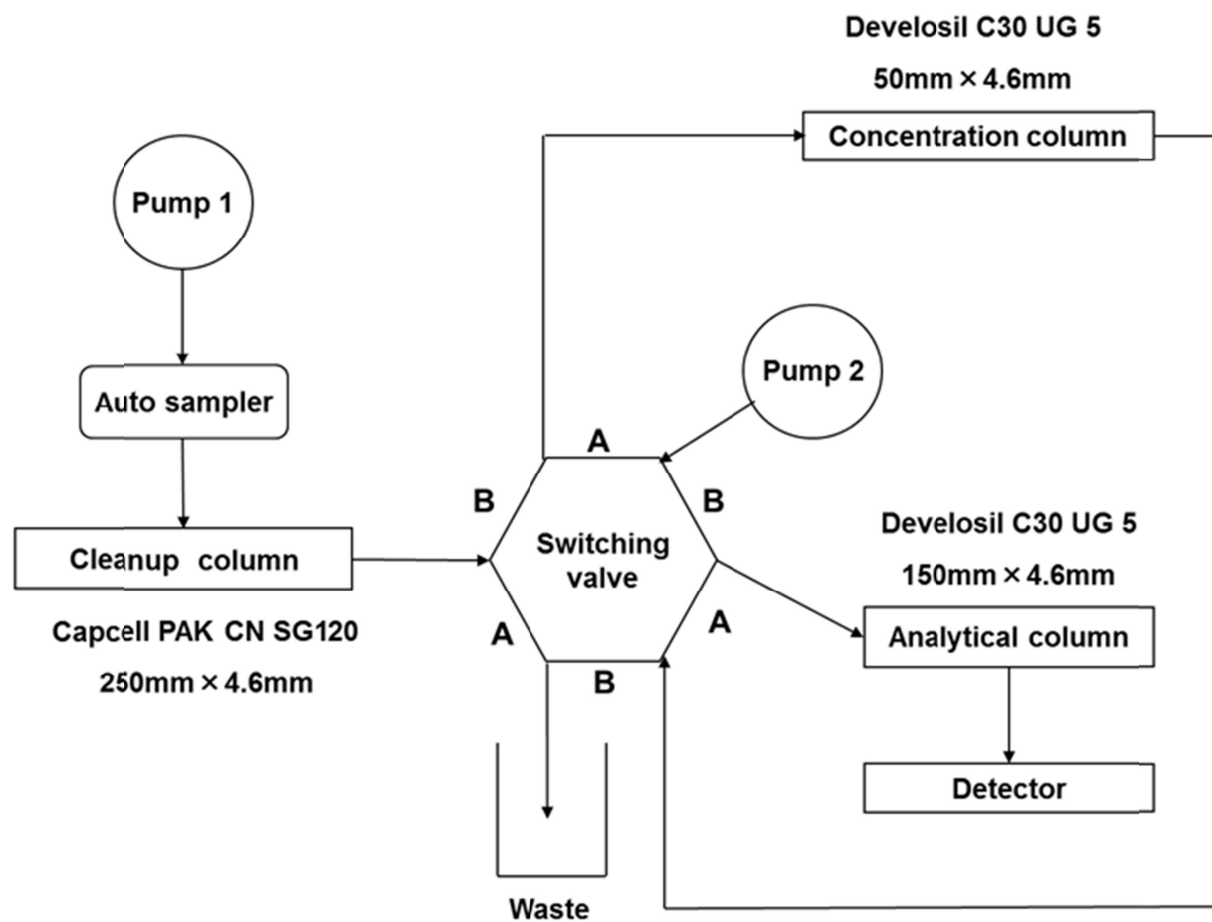 Develosil C30 UG 5
50mm × 4.6mm
Concentration column
Pump 1
Auto sampler
Cleanup column
Capcell PAK CN SG120
250mm × 4.6mm
Pump 2
A
B
B
Switching
valve
A
A
B
Develosil C30 UG 5
150mm × 4.6mm
Analytical column
Detector
Waste